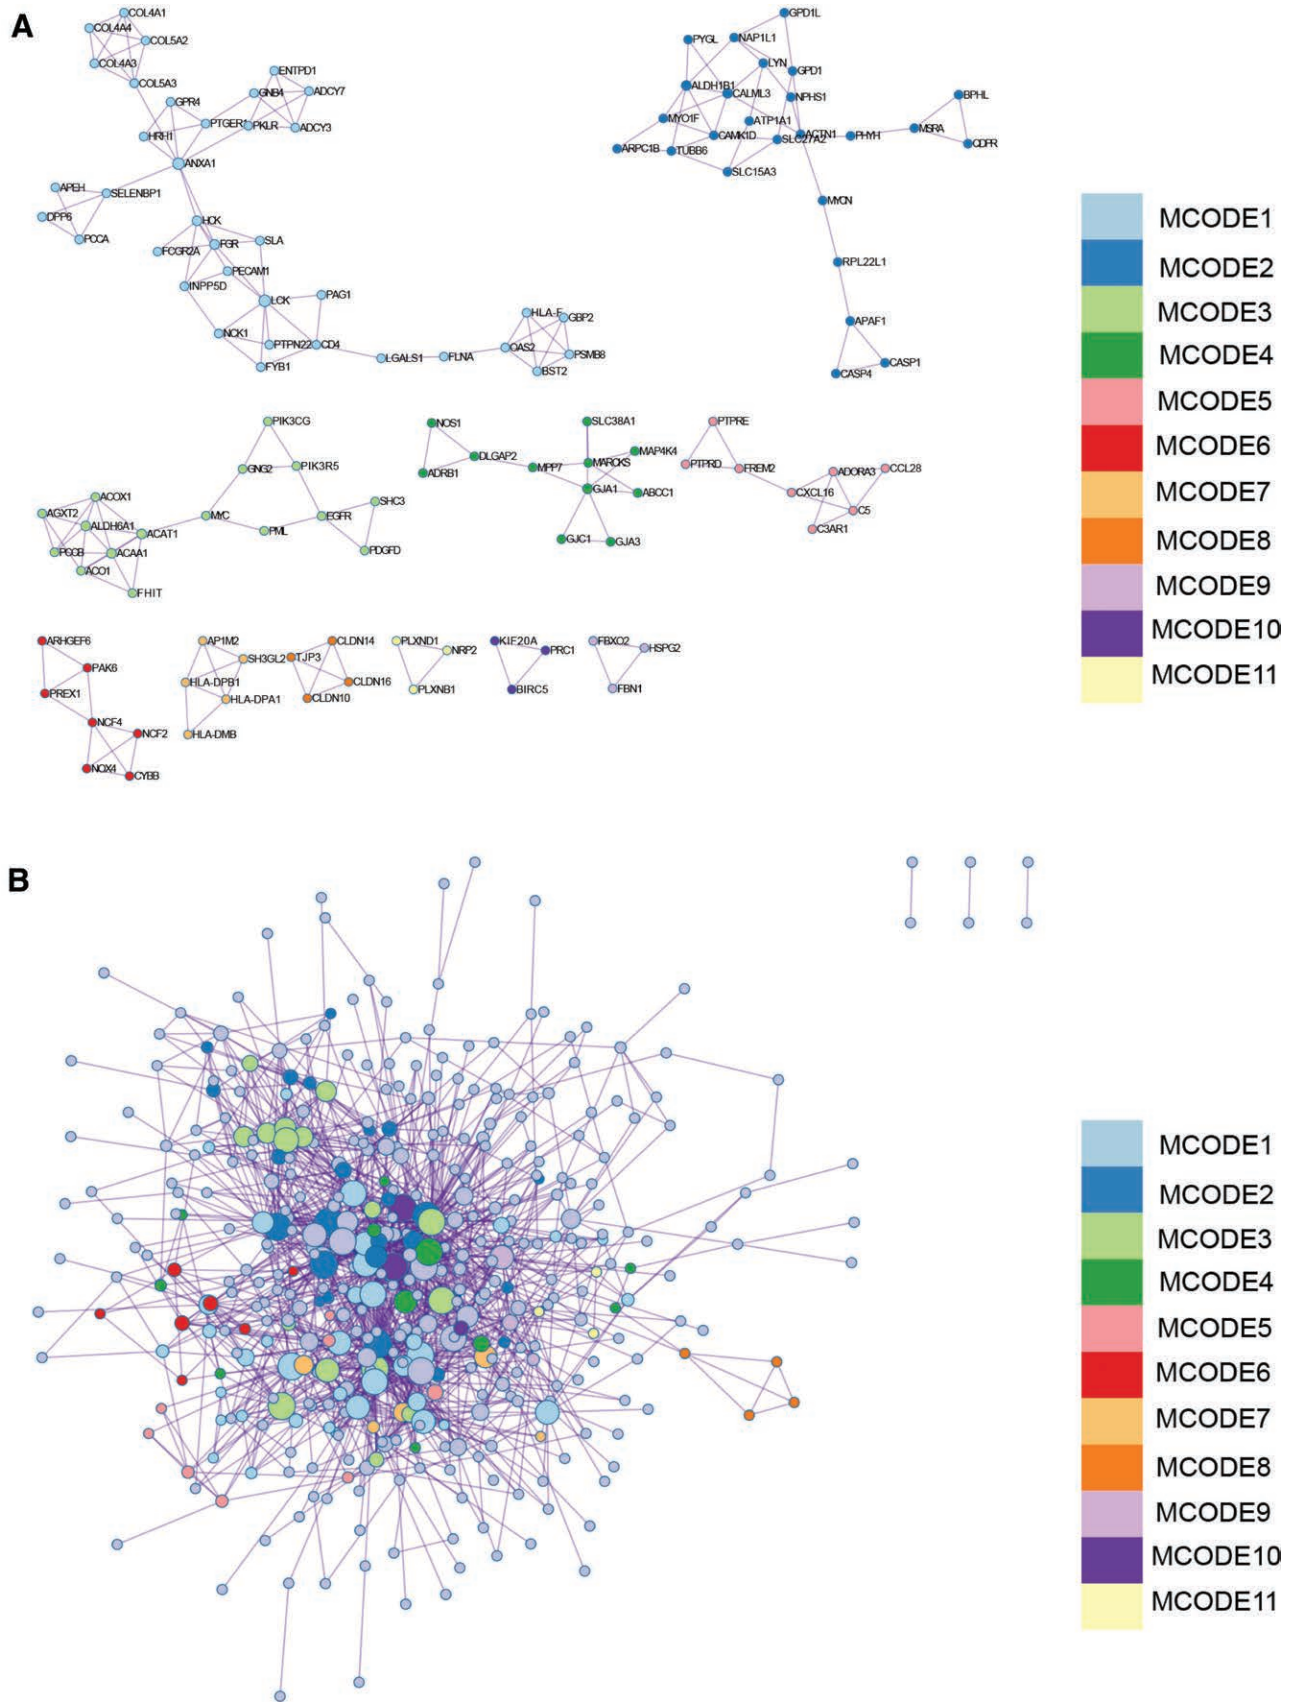 A
COL4A1
COL4A4
COL5A2
COL4A3
COL5A3
ENTPD1
GNB4
ADCY7
GPR4
PKLR
ADCY3
HRH1
ANXA1
APEH
SELENBP1
DPP6
PCCA
HCK
FGR
SLA
FCGR2A
PECAM1
INPP5D
LCK
PAG1
NCK1
PTPN22
CD4
FYB1
LGALS1
FLNA
OAS2
HLA-F
GBP2
PSMB8
BST2
GPD1L
PYGL
NAP1L1
LYN
GPD1
ALDH1B1
CALML3
NPHS1
MYO1F
ATP1A1
CAMK1D
ACTN1
SLC27A2
PHYH
MSRA
BPHL
QDPR
ARPC1B
TUBB6
SLC15A3
MYCN
RPL22L1
APAF1
CASP1
CASP4
PIK3CG
GNG2
PIK3R5
ACOX1
AGXT2
ALDH6A1
ACAT1
MYC
PML
EGFR
SHC3
PDGFD
PCCB
ACAA1
ACO1
FHIT
NOS1
DLGAP2
ADRB1
MPP7
SLC38A1
MAP4K4
MARCKS
GJA1
ABCC1
GJC1
GJA3
PTPRE
PTPRD
FREM2
ADORA3
CCL28
CXCL16
C5
C3AR1
ARHGEF6
PAK6
PREX1
NCF4
NCF2
NOX4
CYBB
AP1M2
SH3GL2
HLA-DPB1
HLA-DPA1
HLA-DMB
CLDN14
TJP3
CLDN16
CLDN10
PLXND1
NRP2
PLXNB1
KIF20A
PRC1
BIRC5
FBXO2
HSPG2
FBN1
MCODE1
MCODE2
MCODE3
MCODE4
MCODE5
MCODE6
MCODE7
MCODE8
MCODE9
MCODE10
MCODE11
B
MCODE1
MCODE2
MCODE3
MCODE4
MCODE5
MCODE6
MCODE7
MCODE8
MCODE9
MCODE10
MCODE11